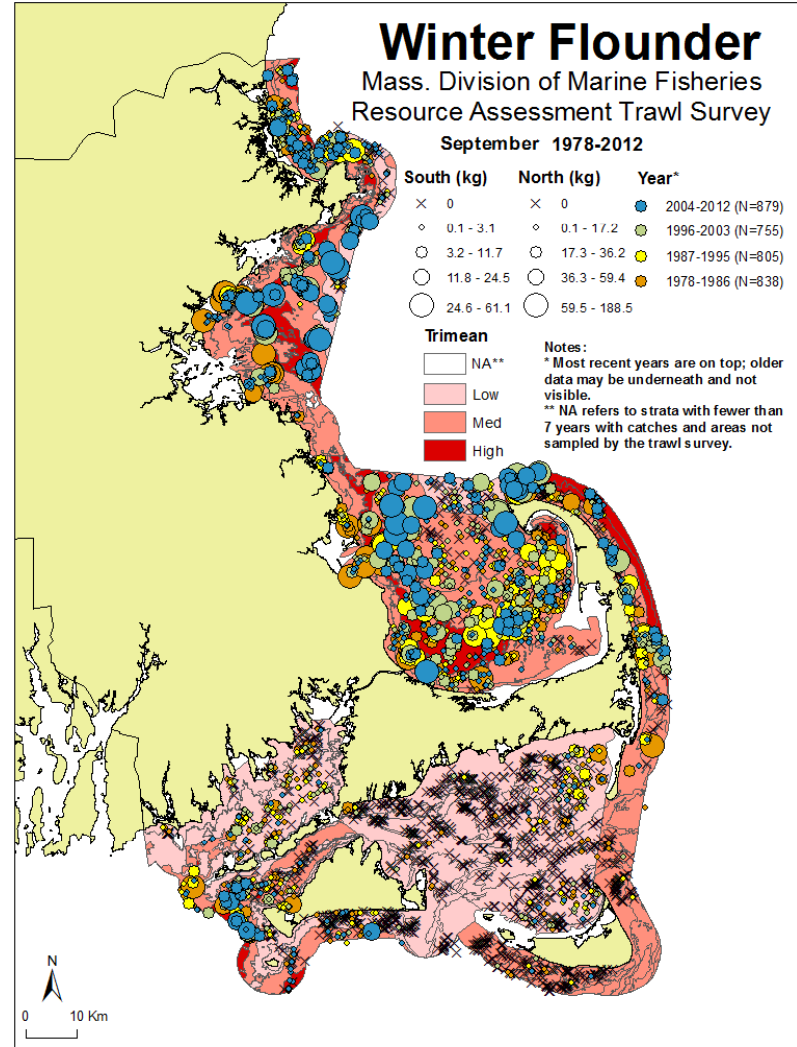 Winter Flounder
Mass. Division of Marine Fisheries
Resource Assessment Trawl Survey
September 1978-2012
South (kg)
0
0.1 - 3.1
3.2 - 11.7
11.8 - 24.5
24.6 - 61.1
North (kg)
0
0.1 - 17.2
17.3 - 36.2
36.3 - 59.4
59.5 - 188.5
Year*
2004-2012 (N=879)
1996-2003 (N=755)
1987-1995 (N=805)
1978-1986 (N=838)
Trimean
NA**
Low
Med
High
Notes:
* Most recent years are on top; older
data may be underneath and not
visible.
** NA refers to strata with fewer than
7 years with catches and areas not
sampled by the trawl survey.
N
0 10 Km